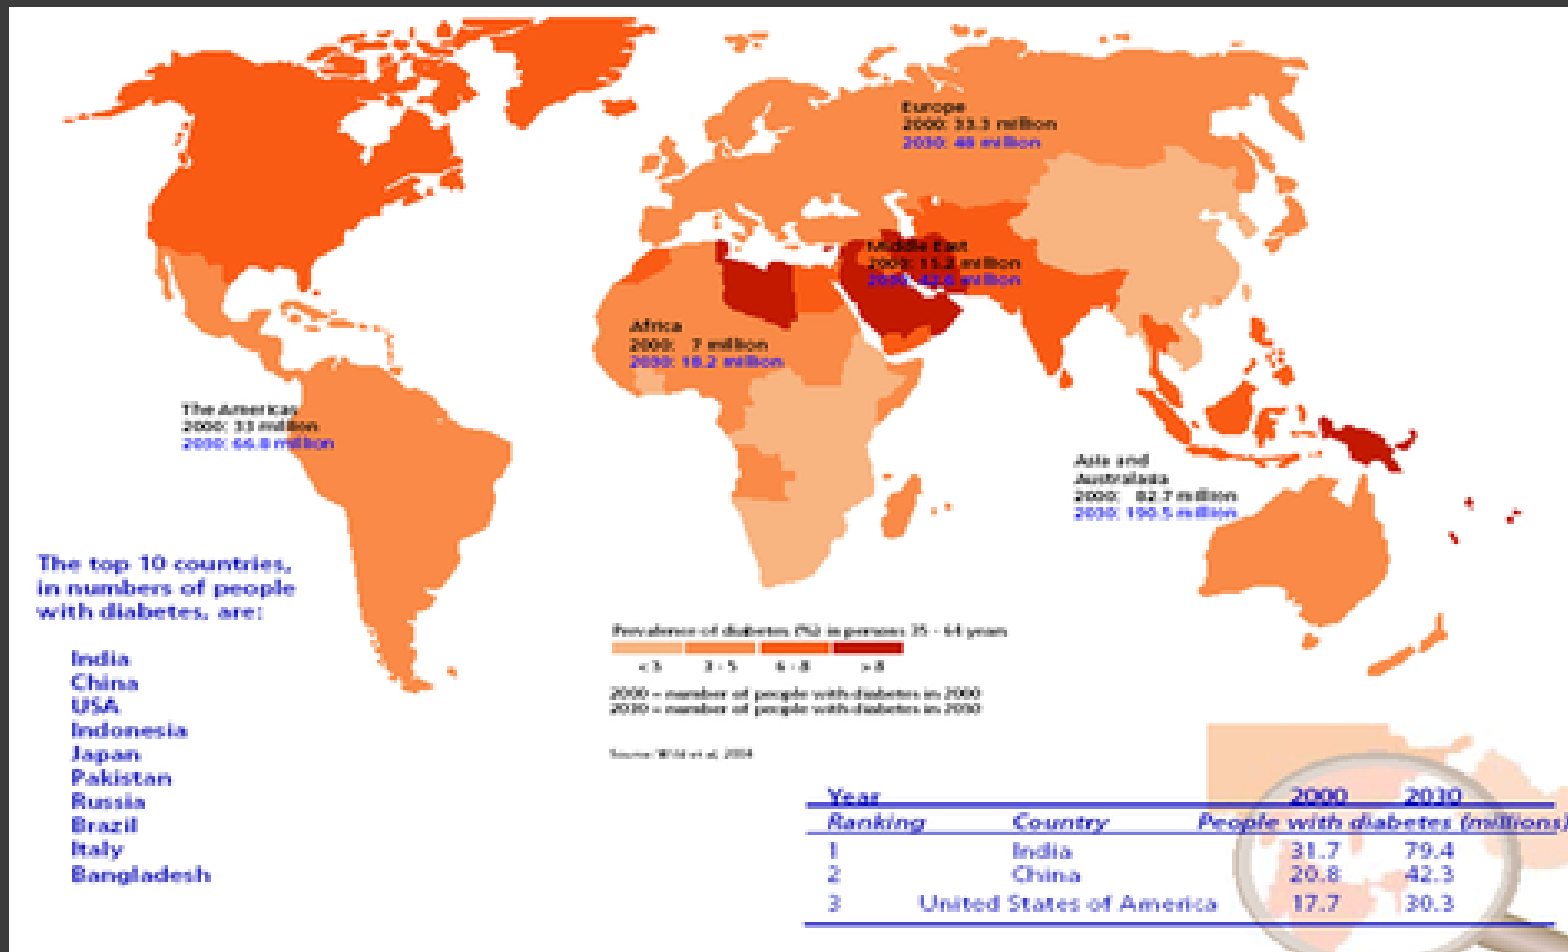 Europe
2000: 33.3 million
2030: 48 million
Middle East
2000: 15.2 million
2030: 42.6 million
Africa
2000: 7 million
2030: 18.2 million
The Americas
2000: 33 million
2030: 66.8 million
Asia and
Australasia
2000: 82.7 million
2030: 190.5 million
The top 10 countries,
in numbers of people
with diabetes, are:
India
China
USA
Indonesia
Japan
Pakistan
Russia
Brazil
Italy
Bangladesh
Prevalence of diabetes (%) in persons 35 - 64 years
3 - 5
6 - 8
> 8
2000 = number of people with diabetes in 2000
2030 = number of people with diabetes in 2030
Source: Wild et al, 2004
Year 2000 2030
Ranking Country People with diabetes (millions)
1 India 31.7 79.4
2 China 20.8 42.3
3 United States of America 17.7 30.3